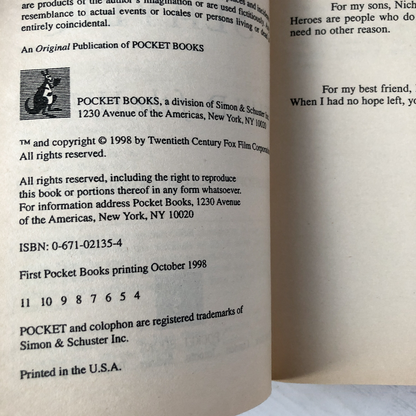 are products of the author's imagination or are used fictitiously.
resemblance to actual events or locales or persons living or dead,
entirely coincidental.
An Original Publication of POCKET BOOKS
POCKET BOOKS, a division of Simon & Schuster Inc.
1230 Avenue of the Americas, New York, NY 10020
™ and copyright © 1998 by Twentieth Century Fox Film Corporation
All rights reserved.
All rights reserved, including the right to reproduce
this book or portions thereof in any form whatsoever.
For information address Pocket Books, 1230 Avenue
of the Americas, New York, NY 10020
ISBN: 0-671-02135-4
First Pocket Books printing October 1998
11 10 9 8 7 6 5 4
POCKET and colophon are registered trademarks of
Simon & Schuster Inc.
Printed in the U.S.A.
For my sons, Nich
Heroes are people who do
need no other reason.
For my best friend,
When I had no hope left, yo